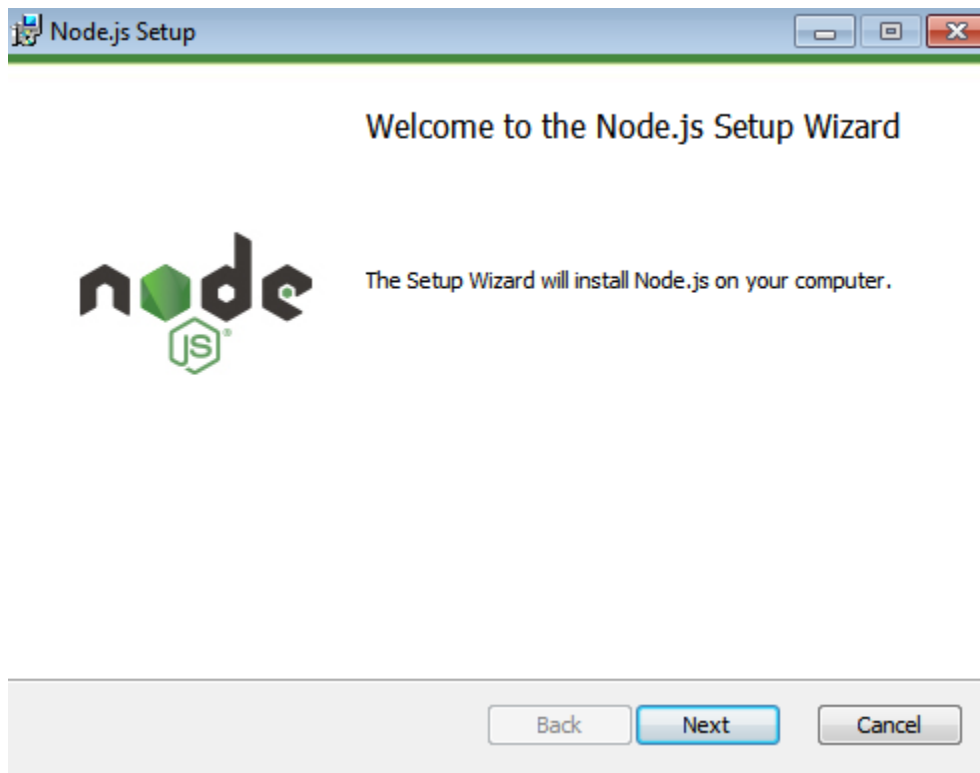 Node.js Setup
Welcome to the Node.js Setup Wizard
node
JS®
The Setup Wizard will install Node.js on your computer.
Back
Next
Cancel